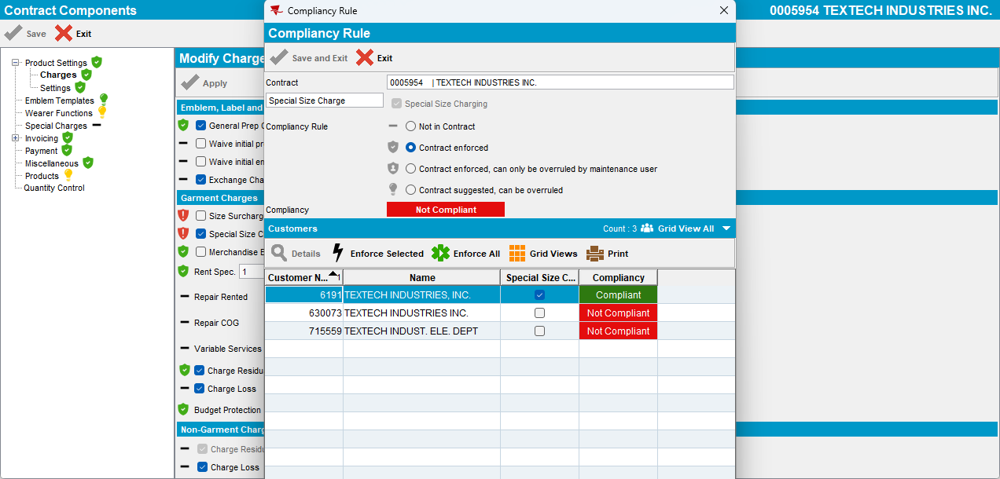 Contract Components
0005954 TEXTECH INDUSTRIES INC.
Save
Exit
Product Settings
Charges
Settings
Emblem Templates
Wearer Functions
Special Charges
Invoicing
Payment
Miscellaneous
Products
Quantity Control
Modify Charge
Apply
Emblem, Label and
General Prep C
Waive initial pr
Waive initial em
Exchange Cha
Garment Charges
Size Surcharg
Special Size C
Merchandise E
Rent Spec. 1
Repair Rented
Repair COG
Variable Services
Charge Residu
Charge Loss
Budget Protection
Non-Garment Charg
Charge Residu
Charge Loss
Compliancy Rule
Compliancy Rule
Save and Exit
Exit
Contract
0005954 | TEXTECH INDUSTRIES INC.
Special Size Charge
Special Size Charging
Compliancy Rule
Not in Contract
Contract enforced
Contract enforced, can only be overruled by maintenance user
Contract suggested, can be overruled
Compliancy
Not Compliant
Customers
Count : 3
Grid View All
Details
Enforce Selected
Enforce All
Grid Views
Print
Customer N... 1 Name Special Size C... Compliancy
6191 TEXTECH INDUSTRIES, INC. Compliant
630073 TEXTECH INDUSTRIES INC. Not Compliant
715559 TEXTECH INDUST. ELE. DEPT Not Compliant